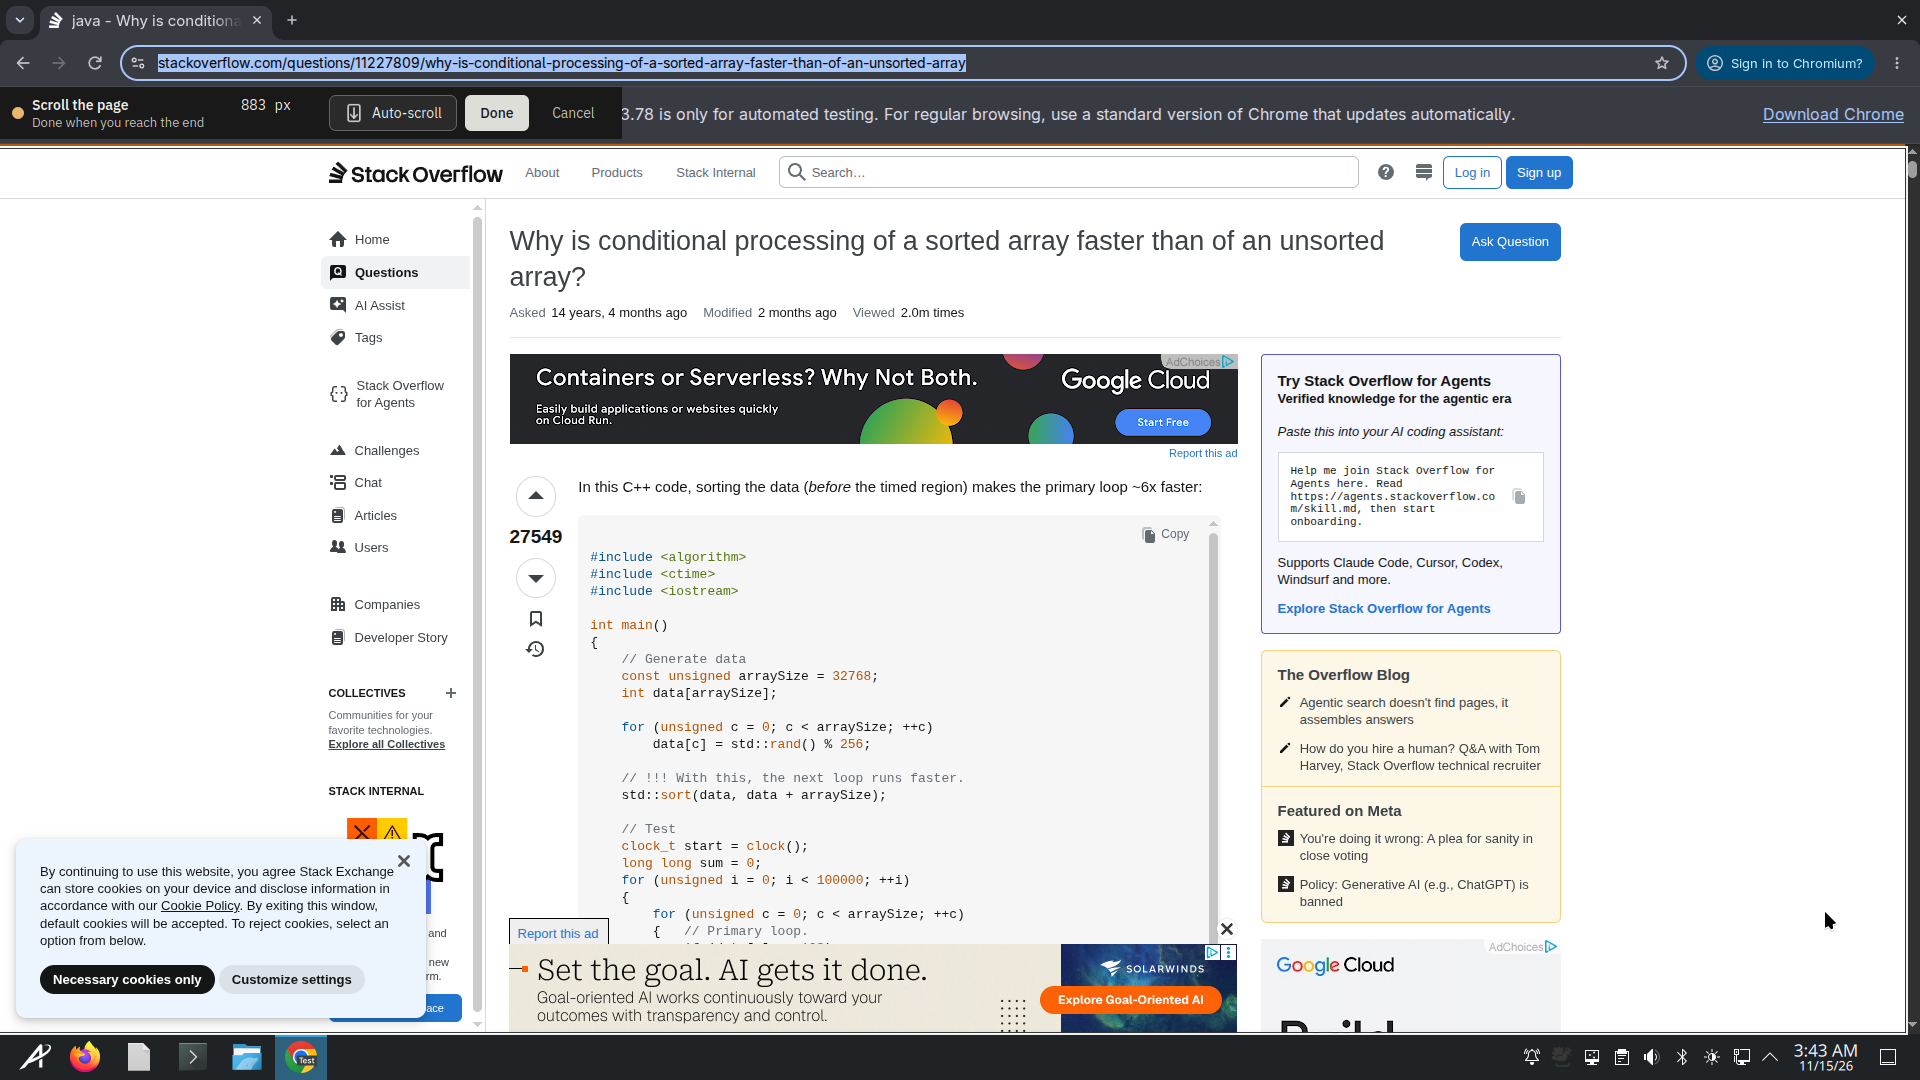 java - Why is conditiona
stackoverflow.com/questions/11227809/why-is-conditional-processing-of-a-sorted-array-faster-than-of-an-unsorted-array
Sign in to Chromium?
Scroll the page
Done when you reach the end
883 px
Auto-scroll
Done
Cancel
3.78 is only for automated testing. For regular browsing, use a standard version of Chrome that updates automatically.
Download Chrome
Stack Overflow
About
Products
Stack Internal
Search…
Log in
Sign up
Home
Questions
AI Assist
Tags
Stack Overflow
for Agents
Challenges
Chat
Articles
Users
Companies
Developer Story
COLLECTIVES
Communities for your
favorite technologies.
Explore all Collectives
STACK INTERNAL
and
new
rm.
ace
Why is conditional processing of a sorted array faster than of an unsorted
array?
Ask Question
Asked 14 years, 4 months ago Modified 2 months ago Viewed 2.0m times
AdChoices
Containers or Serverless? Why Not Both.
Easily build applications or websites quickly
on Cloud Run.
Google Cloud
Start Free
Report this ad
27549
In this C++ code, sorting the data (before the timed region) makes the primary loop ~6x faster:
Copy
#include <algorithm>
#include <ctime>
#include <iostream>
int main()
{
// Generate data
const unsigned arraySize = 32768;
int data[arraySize];
for (unsigned c = 0; c < arraySize; ++c)
data[c] = std::rand() % 256;
// !!! With this, the next loop runs faster.
std::sort(data, data + arraySize);
// Test
clock_t start = clock();
long long sum = 0;
for (unsigned i = 0; i < 100000; ++i)
{
for (unsigned c = 0; c < arraySize; ++c)
{ // Primary loop.
Report this ad
Set the goal. AI gets it done.
Goal-oriented AI works continuously toward your
outcomes with transparency and control.
SOLARWINDS
Explore Goal-Oriented AI
Try Stack Overflow for Agents
Verified knowledge for the agentic era
Paste this into your AI coding assistant:
Help me join Stack Overflow for
Agents here. Read
https://agents.stackoverflow.co
m/skill.md, then start
onboarding.
Supports Claude Code, Cursor, Codex,
Windsurf and more.
Explore Stack Overflow for Agents
The Overflow Blog
Agentic search doesn't find pages, it
assembles answers
How do you hire a human? Q&A with Tom
Harvey, Stack Overflow technical recruiter
Featured on Meta
You're doing it wrong: A plea for sanity in
close voting
Policy: Generative AI (e.g., ChatGPT) is
banned
AdChoices
Google Cloud
Build
By continuing to use this website, you agree Stack Exchange
can store cookies on your device and disclose information in
accordance with our Cookie Policy. By exiting this window,
default cookies will be accepted. To reject cookies, select an
option from below.
Necessary cookies only
Customize settings
Test
3:43 AM
11/15/26